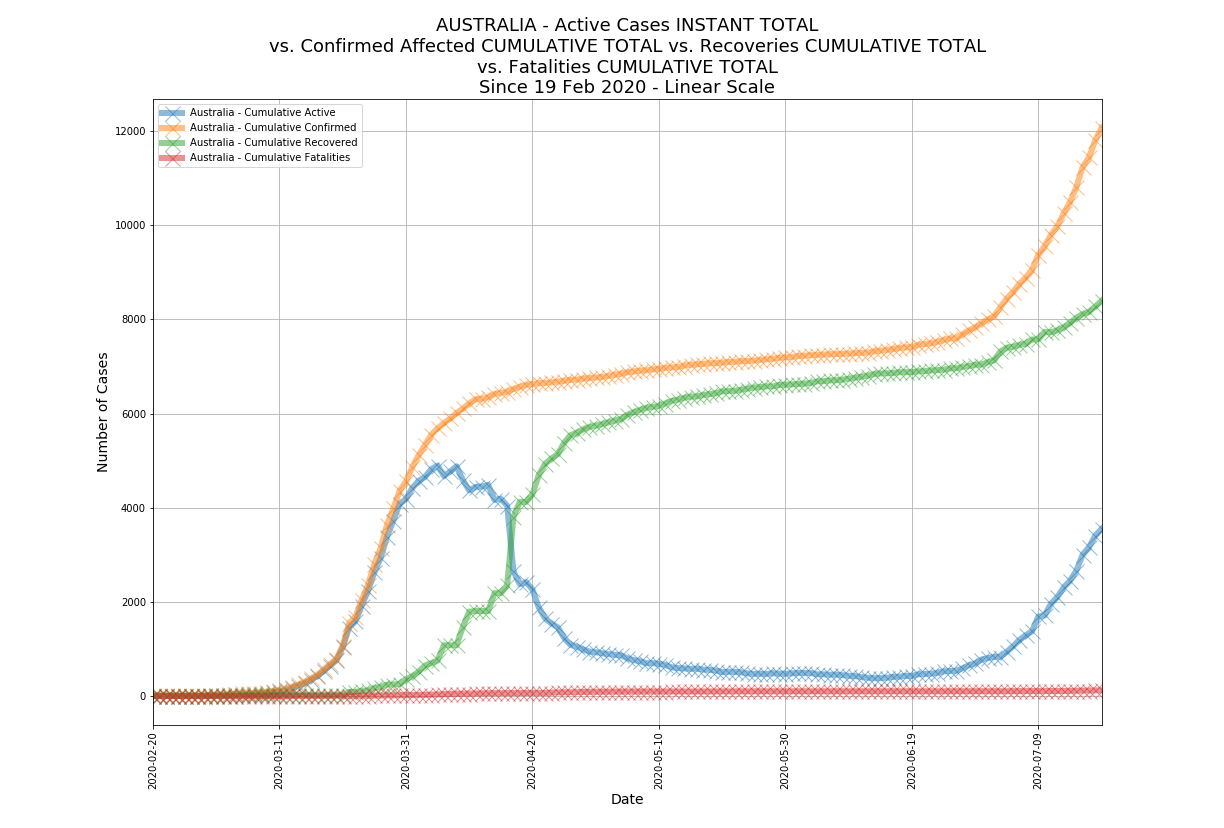 AUSTRALIA - Active Cases INSTANT TOTAL
vs. Confirmed Affected CUMULATIVE TOTAL vs. Recoveries CUMULATIVE TOTAL
vs. Fatalities CUMULATIVE TOTAL
Since 19 Feb 2020 - Linear Scale
Australia - Cumulative Active
Australia - Cumulative Confirmed
Australia - Cumulative Recovered
Australia - Cumulative Fatalities
Number of Cases
12000
10000
8000
6000
4000
2000
0
2020-02-20
2020-03-11
2020-03-31
2020-04-20
2020-05-10
2020-05-30
2020-06-19
2020-07-09
Date